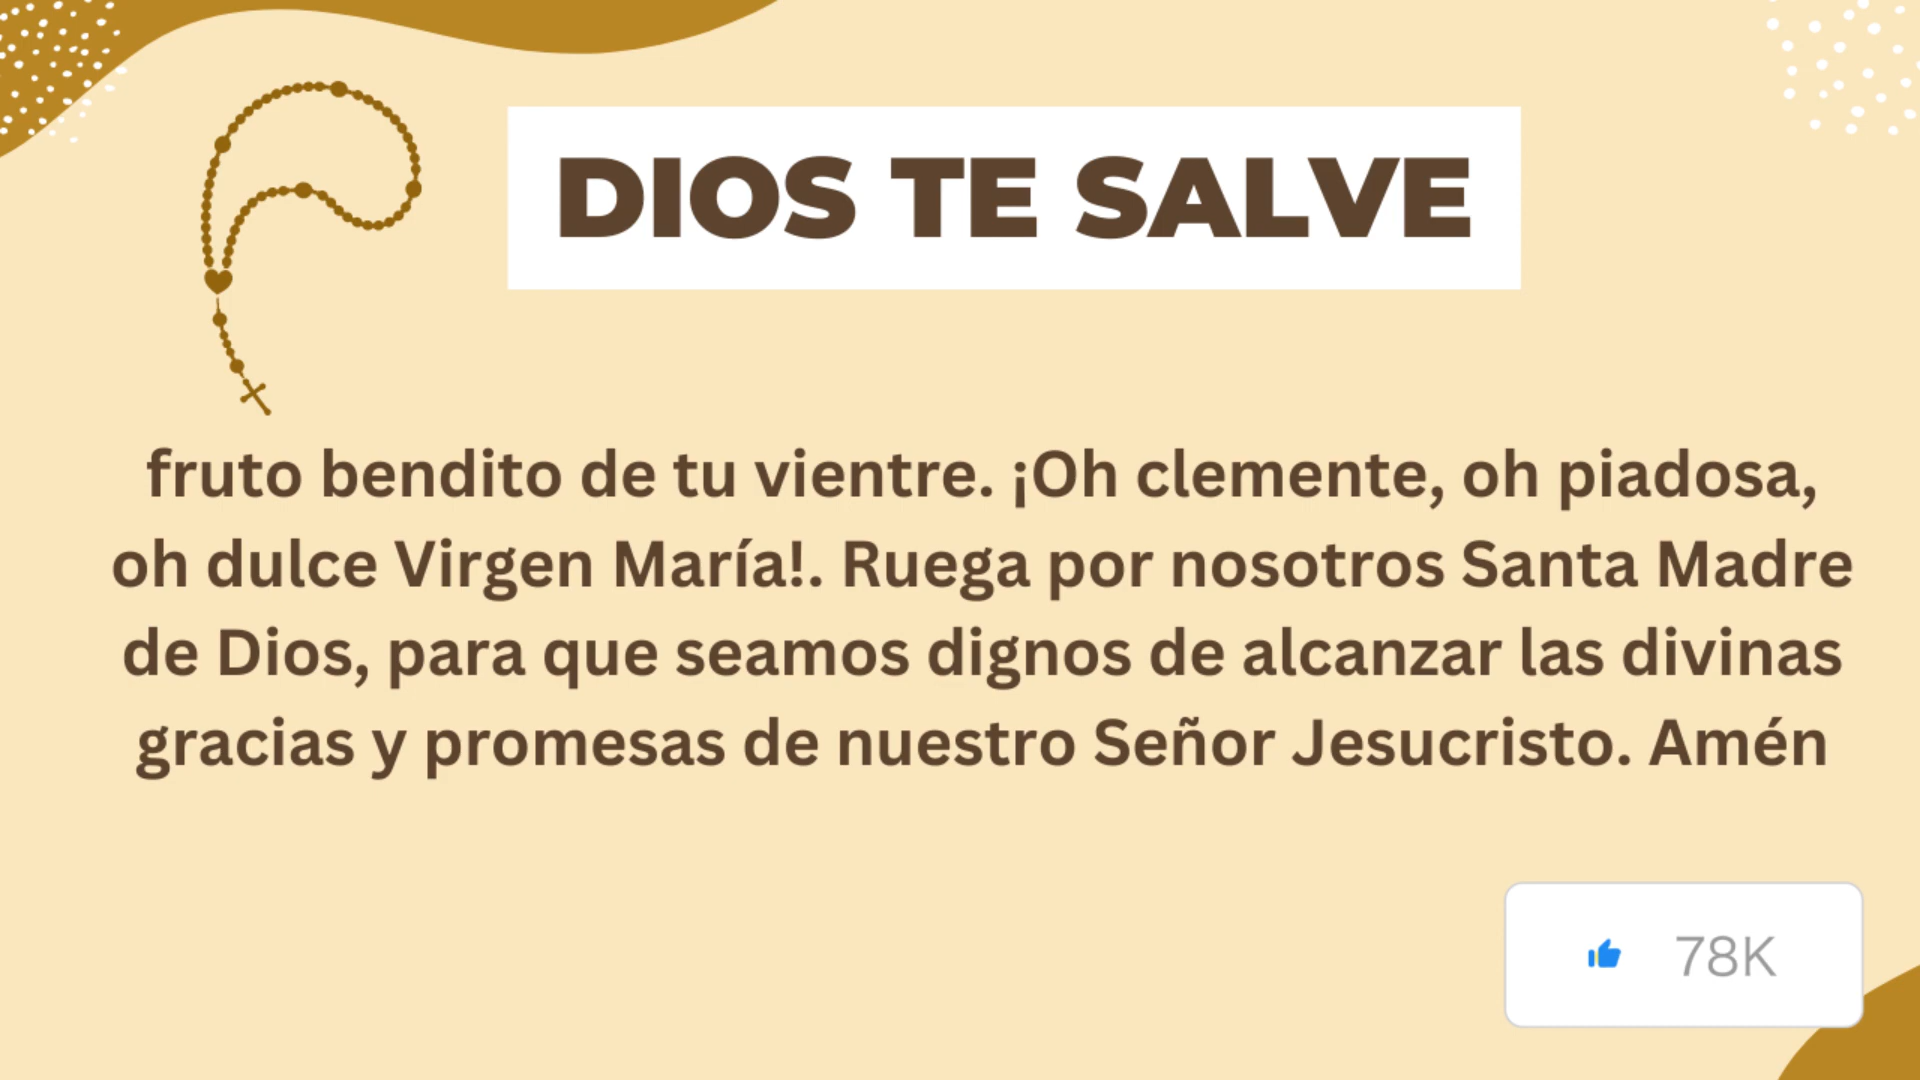 DIOS TE SALVE
fruto bendito de tu vientre. ¡Oh clemente, oh piadosa,
oh dulce Virgen María!. Ruega por nosotros Santa Madre
de Dios, para que seamos dignos de alcanzar las divinas
gracias y promesas de nuestro Señor Jesucristo. Amén
78K